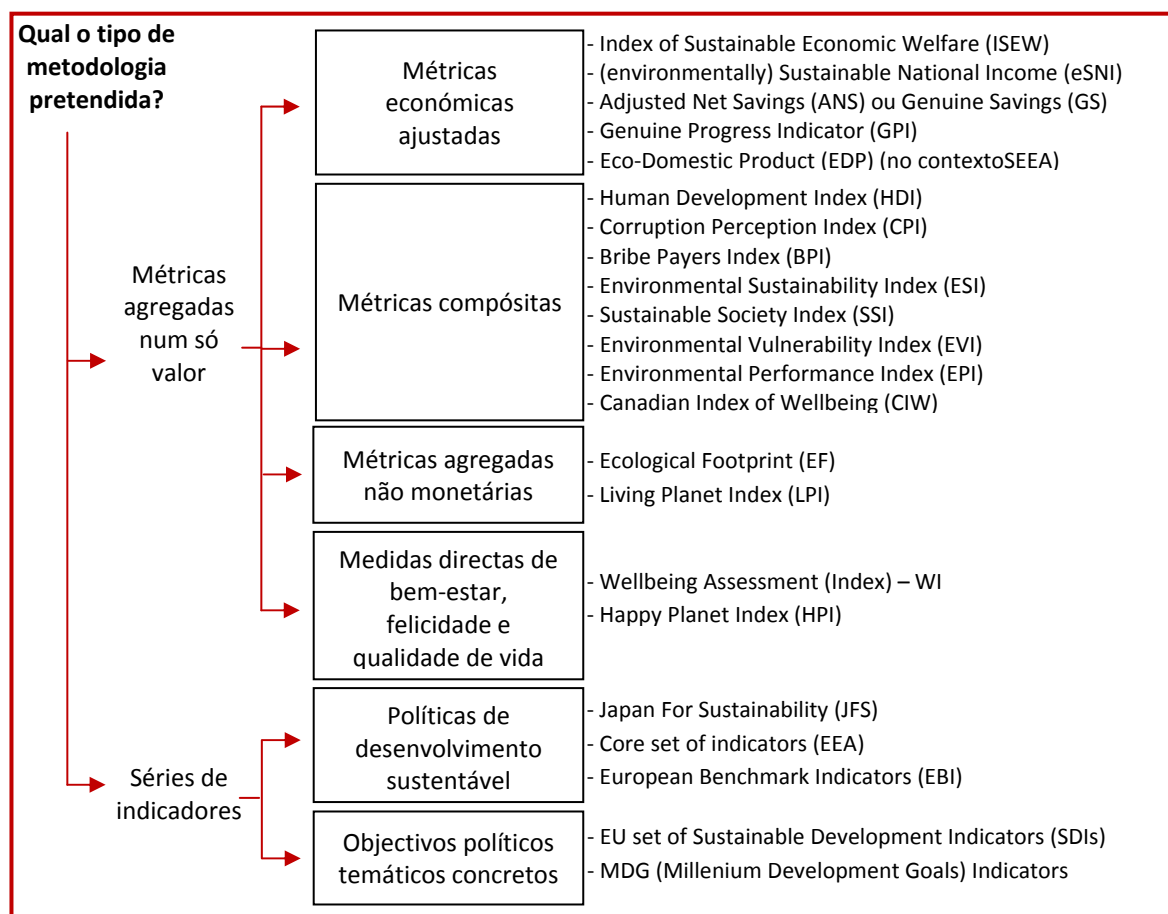 Qual o tipo de
metodologia
pretendida?
Métricas
agregadas
num só
valor
Métricas
económicas
ajustadas
- Index of Sustainable Economic Welfare (ISEW)
- (environmentally) Sustainable National Income (eSNI)
- Adjusted Net Savings (ANS) ou Genuine Savings (GS)
- Genuine Progress Indicator (GPI)
- Eco-Domestic Product (EDP) (no contextoSEEA)
Métricas compósitas
- Human Development Index (HDI)
- Corruption Perception Index (CPI)
- Bribe Payers Index (BPI)
- Environmental Sustainability Index (ESI)
- Sustainable Society Index (SSI)
- Environmental Vulnerability Index (EVI)
- Environmental Performance Index (EPI)
- Canadian Index of Wellbeing (CIW)
Métricas agregadas
não monetárias
- Ecological Footprint (EF)
- Living Planet Index (LPI)
Medidas directas de
bem-estar,
felicidade e
qualidade de vida
- Wellbeing Assessment (Index) – WI
- Happy Planet Index (HPI)
Séries de
indicadores
Políticas de
desenvolvimento
sustentável
- Japan For Sustainability (JFS)
- Core set of indicators (EEA)
- European Benchmark Indicators (EBI)
Objectivos políticos
temáticos concretos
- EU set of Sustainable Development Indicators (SDIs)
- MDG (Millenium Development Goals) Indicators